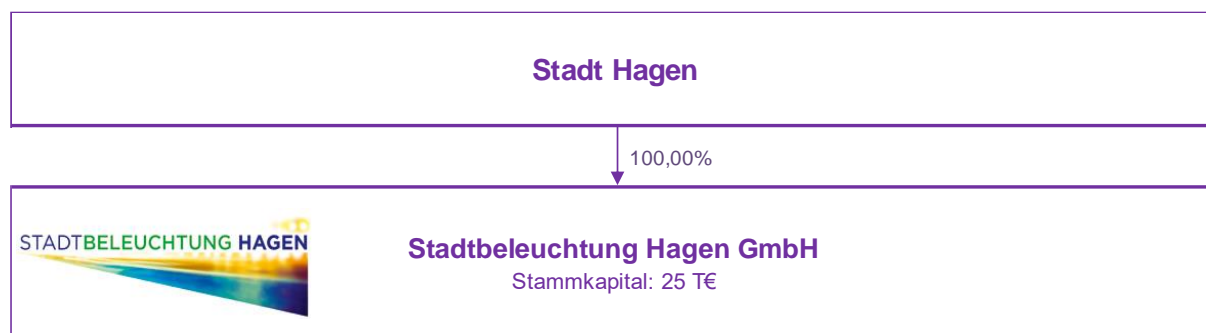 Stadt Hagen
100,00%
STADTBELEUCHTUNG HAGEN
Stadtbeleuchtung Hagen GmbH
Stammkapital: 25 T€